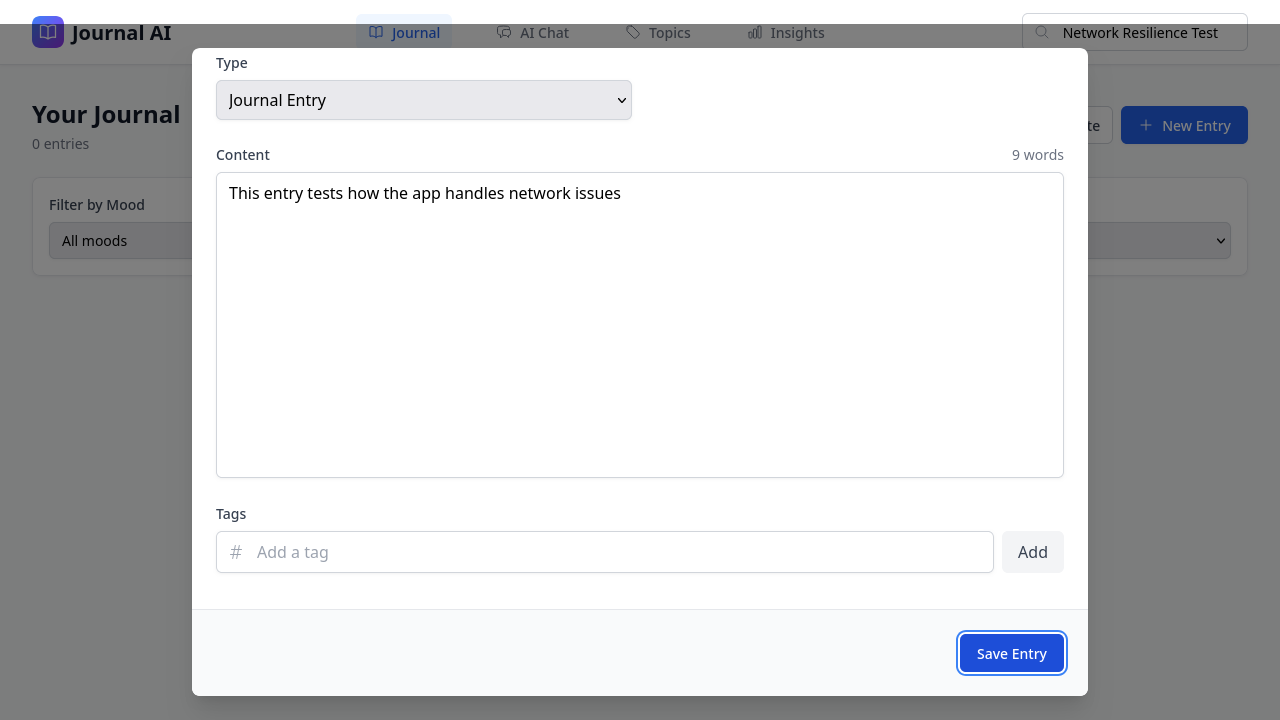 Journal AI
Journal
AI Chat
Topics
Insights
Network Resilience Test
Your Journal
0 entries
te
New Entry
Filter by Mood
All moods
Type
Journal Entry
Content
9 words
This entry tests how the app handles network issues
Tags
# Add a tag
Add
Save Entry